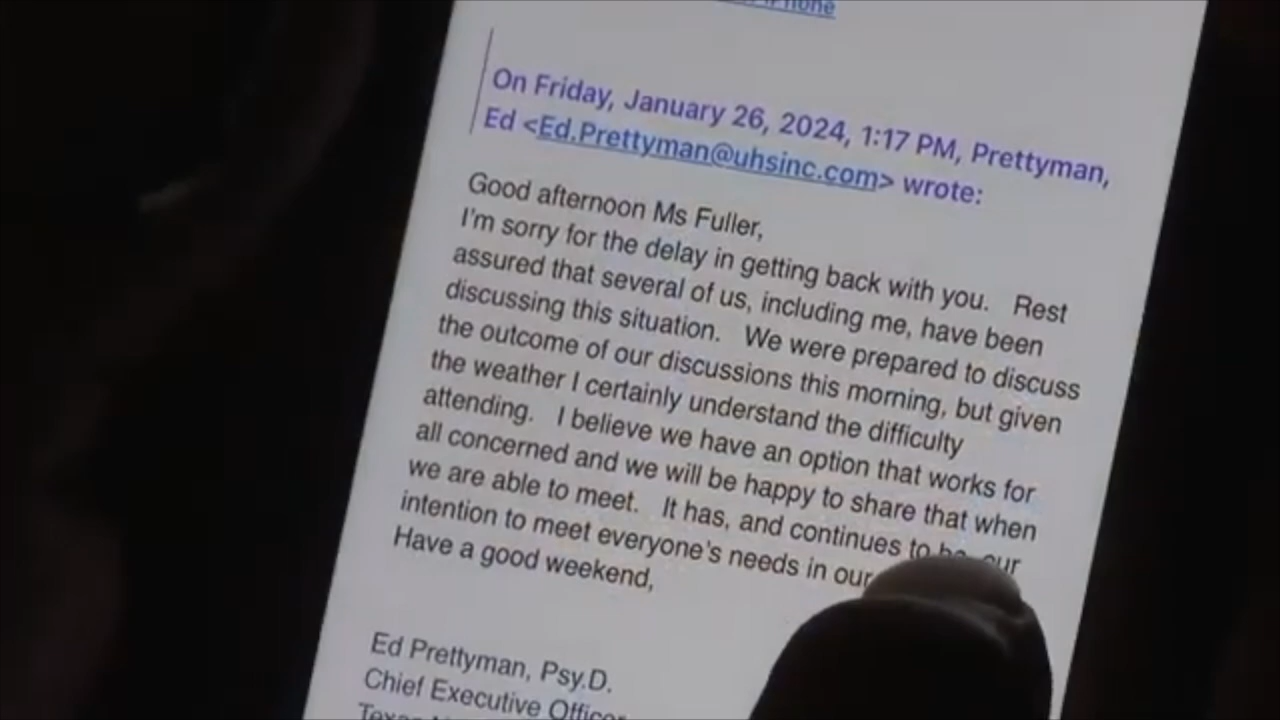 iPhone
On Friday, January 26, 2024, 1:17 PM, Prettyman,
Ed <Ed.Prettyman@uhsinc.com> wrote:
Good afternoon Ms Fuller,
I'm sorry for the delay in getting back with you. Rest
assured that several of us, including me, have been
discussing this situation. We were prepared to discuss
the outcome of our discussions this morning, but given
the weather I certainly understand the difficulty
attending. I believe we have an option that works for
all concerned and we will be happy to share that when
we are able to meet. It has, and continues to be, our
intention to meet everyone's needs in our
Have a good weekend,
Ed Prettyman, Psy.D.
Chief Executive Officer